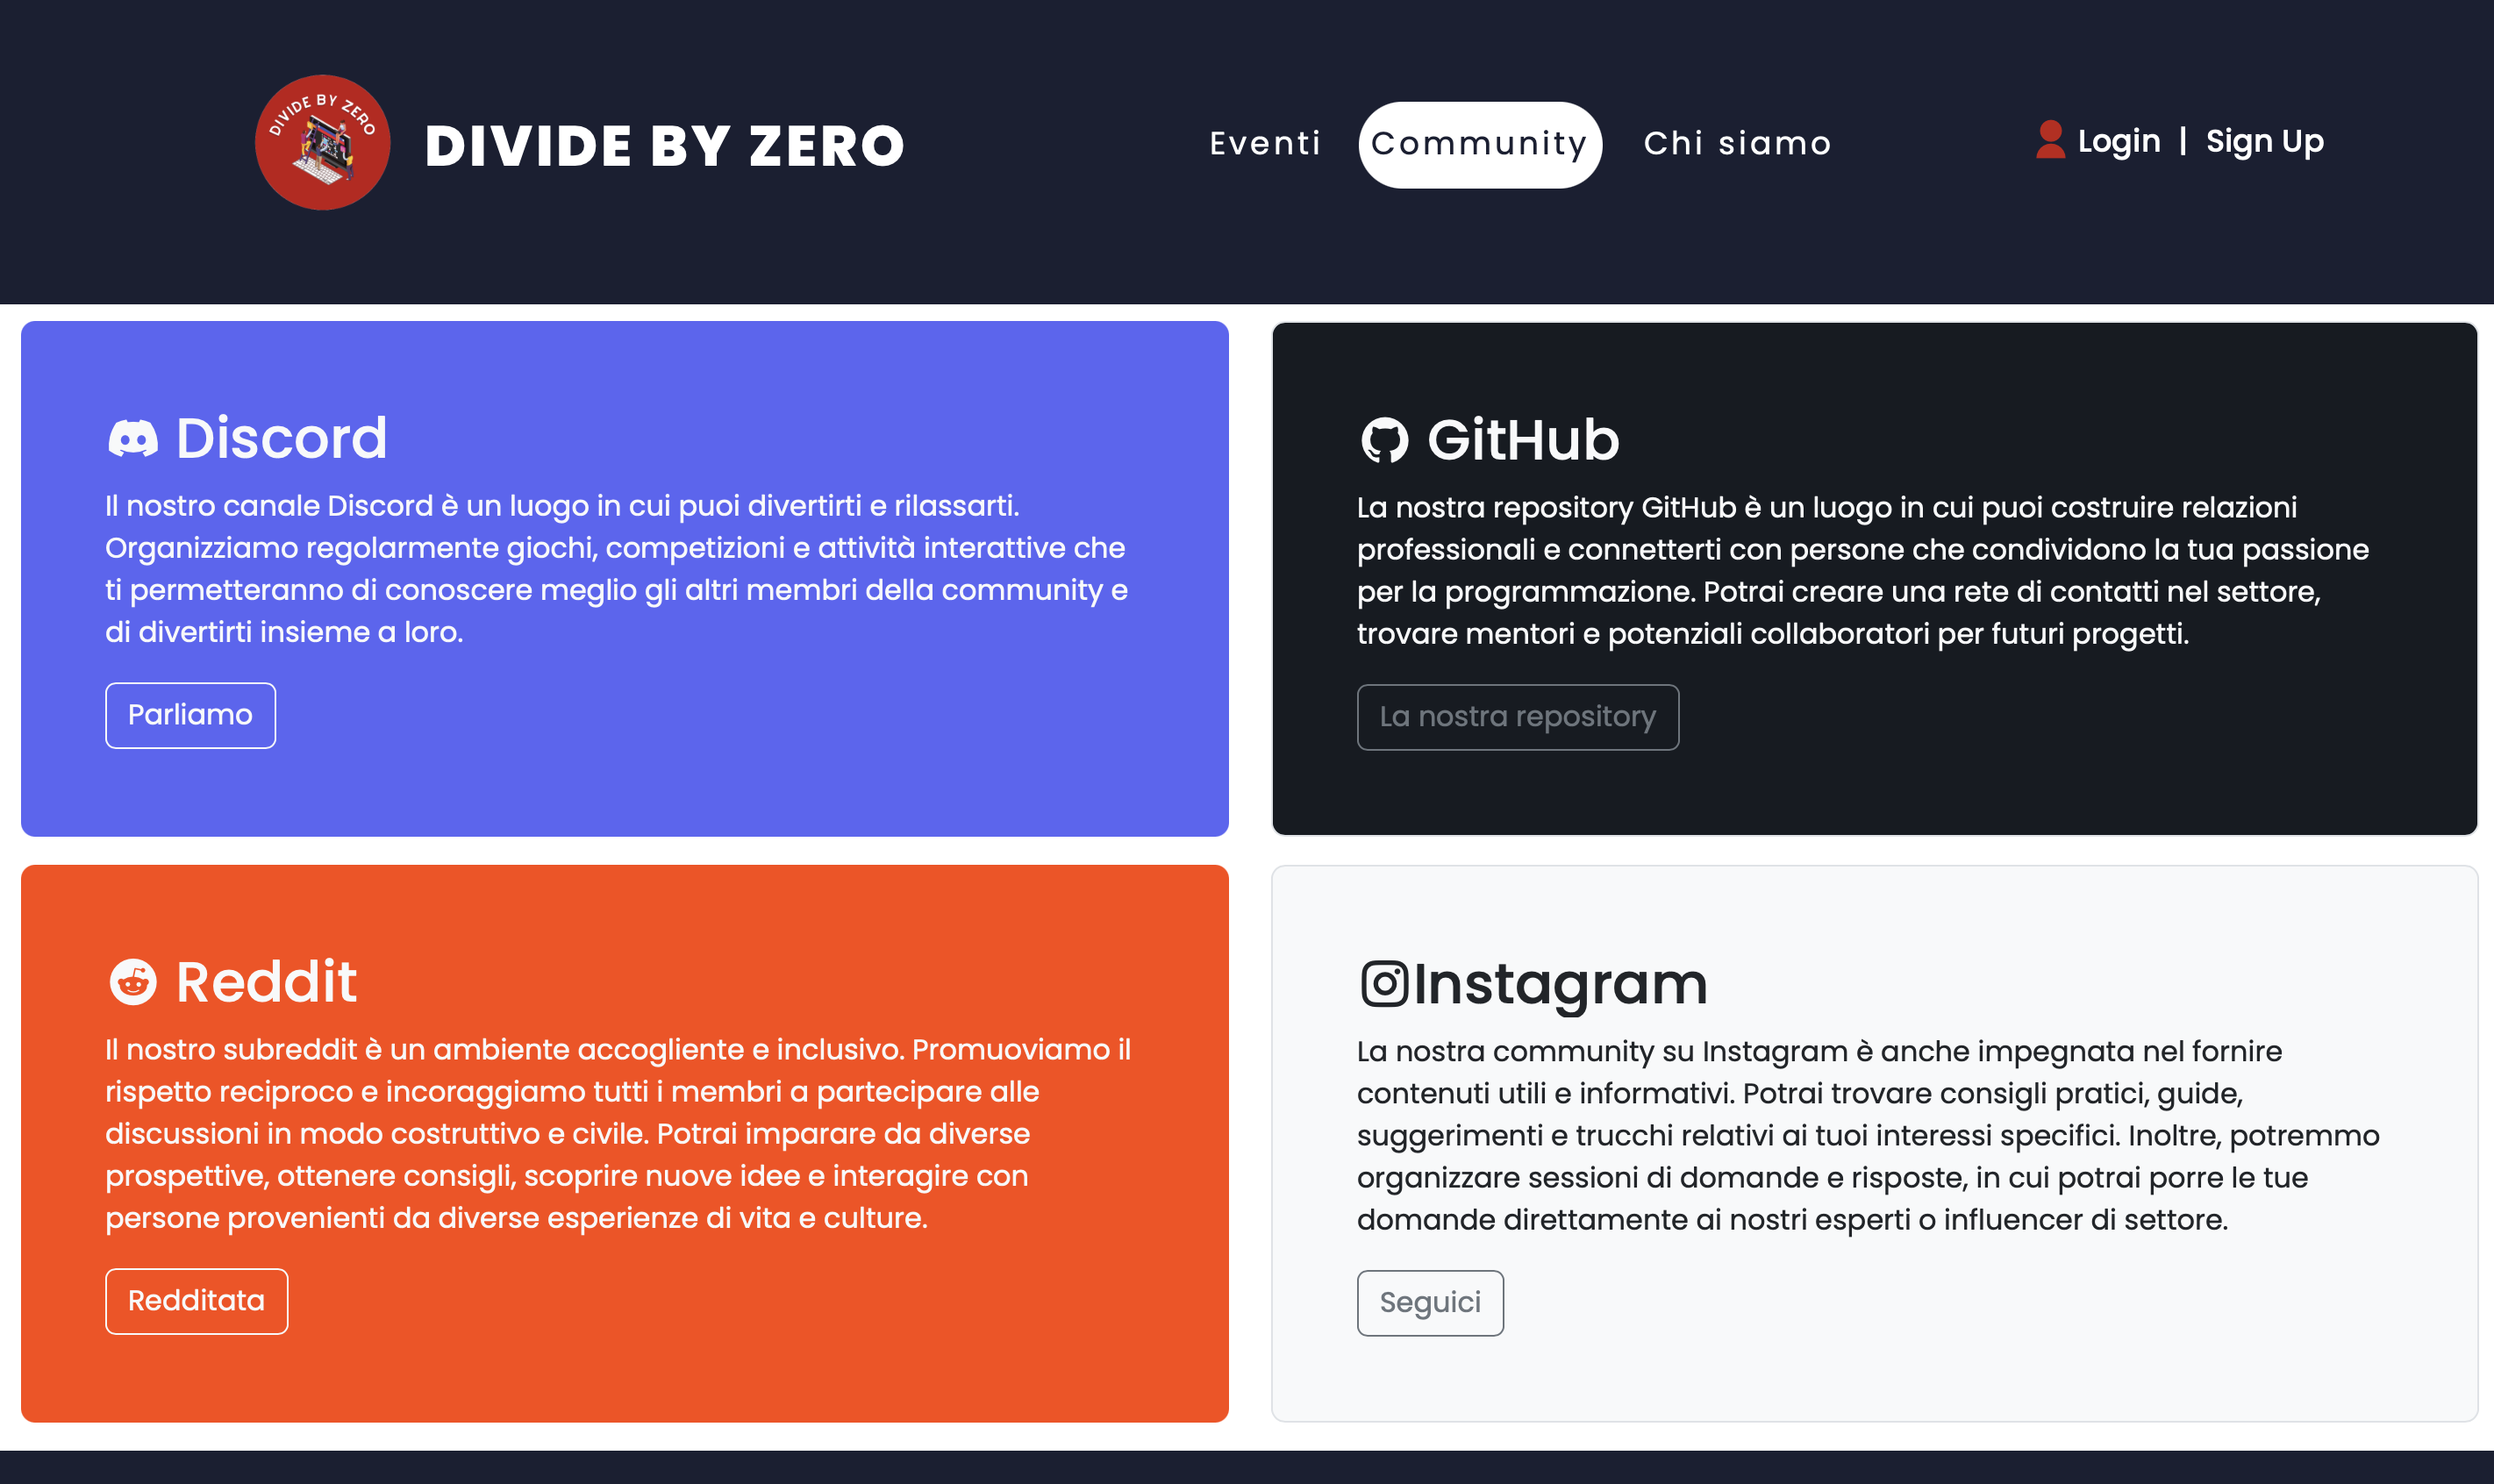 DIVIDE BY ZERO
DIVIDE BY ZERO
Eventi
Community
Chi siamo
Login | Sign Up
Discord
Il nostro canale Discord è un luogo in cui puoi divertirti e rilassarti.
Organizziamo regolarmente giochi, competizioni e attività interattive che
ti permetteranno di conoscere meglio gli altri membri della community e
di divertirti insieme a loro.
Parliamo
GitHub
La nostra repository GitHub è un luogo in cui puoi costruire relazioni
professionali e connetterti con persone che condividono la tua passione
per la programmazione. Potrai creare una rete di contatti nel settore,
trovare mentori e potenziali collaboratori per futuri progetti.
La nostra repository
Reddit
Il nostro subreddit è un ambiente accogliente e inclusivo. Promuoviamo il
rispetto reciproco e incoraggiamo tutti i membri a partecipare alle
discussioni in modo costruttivo e civile. Potrai imparare da diverse
prospettive, ottenere consigli, scoprire nuove idee e interagire con
persone provenienti da diverse esperienze di vita e culture.
Redditata
Instagram
La nostra community su Instagram è anche impegnata nel fornire
contenuti utili e informativi. Potrai trovare consigli pratici, guide,
suggerimenti e trucchi relativi ai tuoi interessi specifici. Inoltre, potremmo
organizzare sessioni di domande e risposte, in cui potrai porre le tue
domande direttamente ai nostri esperti o influencer di settore.
Seguici